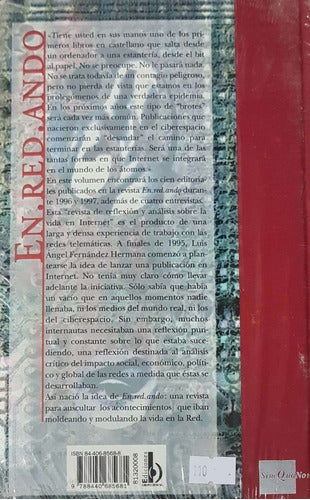 EN.RED.ANDO
«Tiene usted en sus manos uno de los pri-
meros libros en castellano que salta desde
un ordenador a una estantería, desde el bit
al papel. No se preocupe. No le pasará nada.
No se trata todavía de un contagio peligroso,
pero no pierda de vista que estamos en los
prolegómenos de una verdadera epidemia.
En los próximos años este tipo de "brotes"
será cada vez más común. Publicaciones que
nacieron exclusivamente en el ciberespacio
comenzarán a "desandar" el camino para
terminar en las estanterías. Será una de las
tantas formas en que Internet se integrará
en el mundo de los átomos.»
En este volumen encontrará los cien editoria-
les publicados en la revista En.red.ando duran-
te 1996 y 1997, además de cuatro entrevistas.
Esta "revista de reflexión y análisis sobre la
vida en Internet" es el producto de una
larga y densa experiencia de trabajo con las
redes telemáticas. A finales de 1995, Luis
Ángel Fernández Hermana comenzó a plan-
tearse la idea de lanzar una publicación en
Internet. No tenía muy claro cómo llevar
adelante la iniciativa. Sólo sabía que había
un vacío que en aquellos momentos nadie
llenaba, ni los medios del mundo real, ni los
del ciberespacio. Sin embargo, muchos
internautas necesitaban una reflexión, pun-
tual y constante sobre lo que estaba suce-
diendo, una reflexión destinada al análisis
crítico del impacto social, económico, políti-
co y global de las redes a medida que éstas se
desarrollaban.
Así nació la idea de En.red.ando: una revista
para auscultar los acontecimientos que iban
moldeando y modulando la vida en la Red.
ISBN 84-406-8568-8
9 788440 685681
81320008
Ediciones
110
SineQuaNon